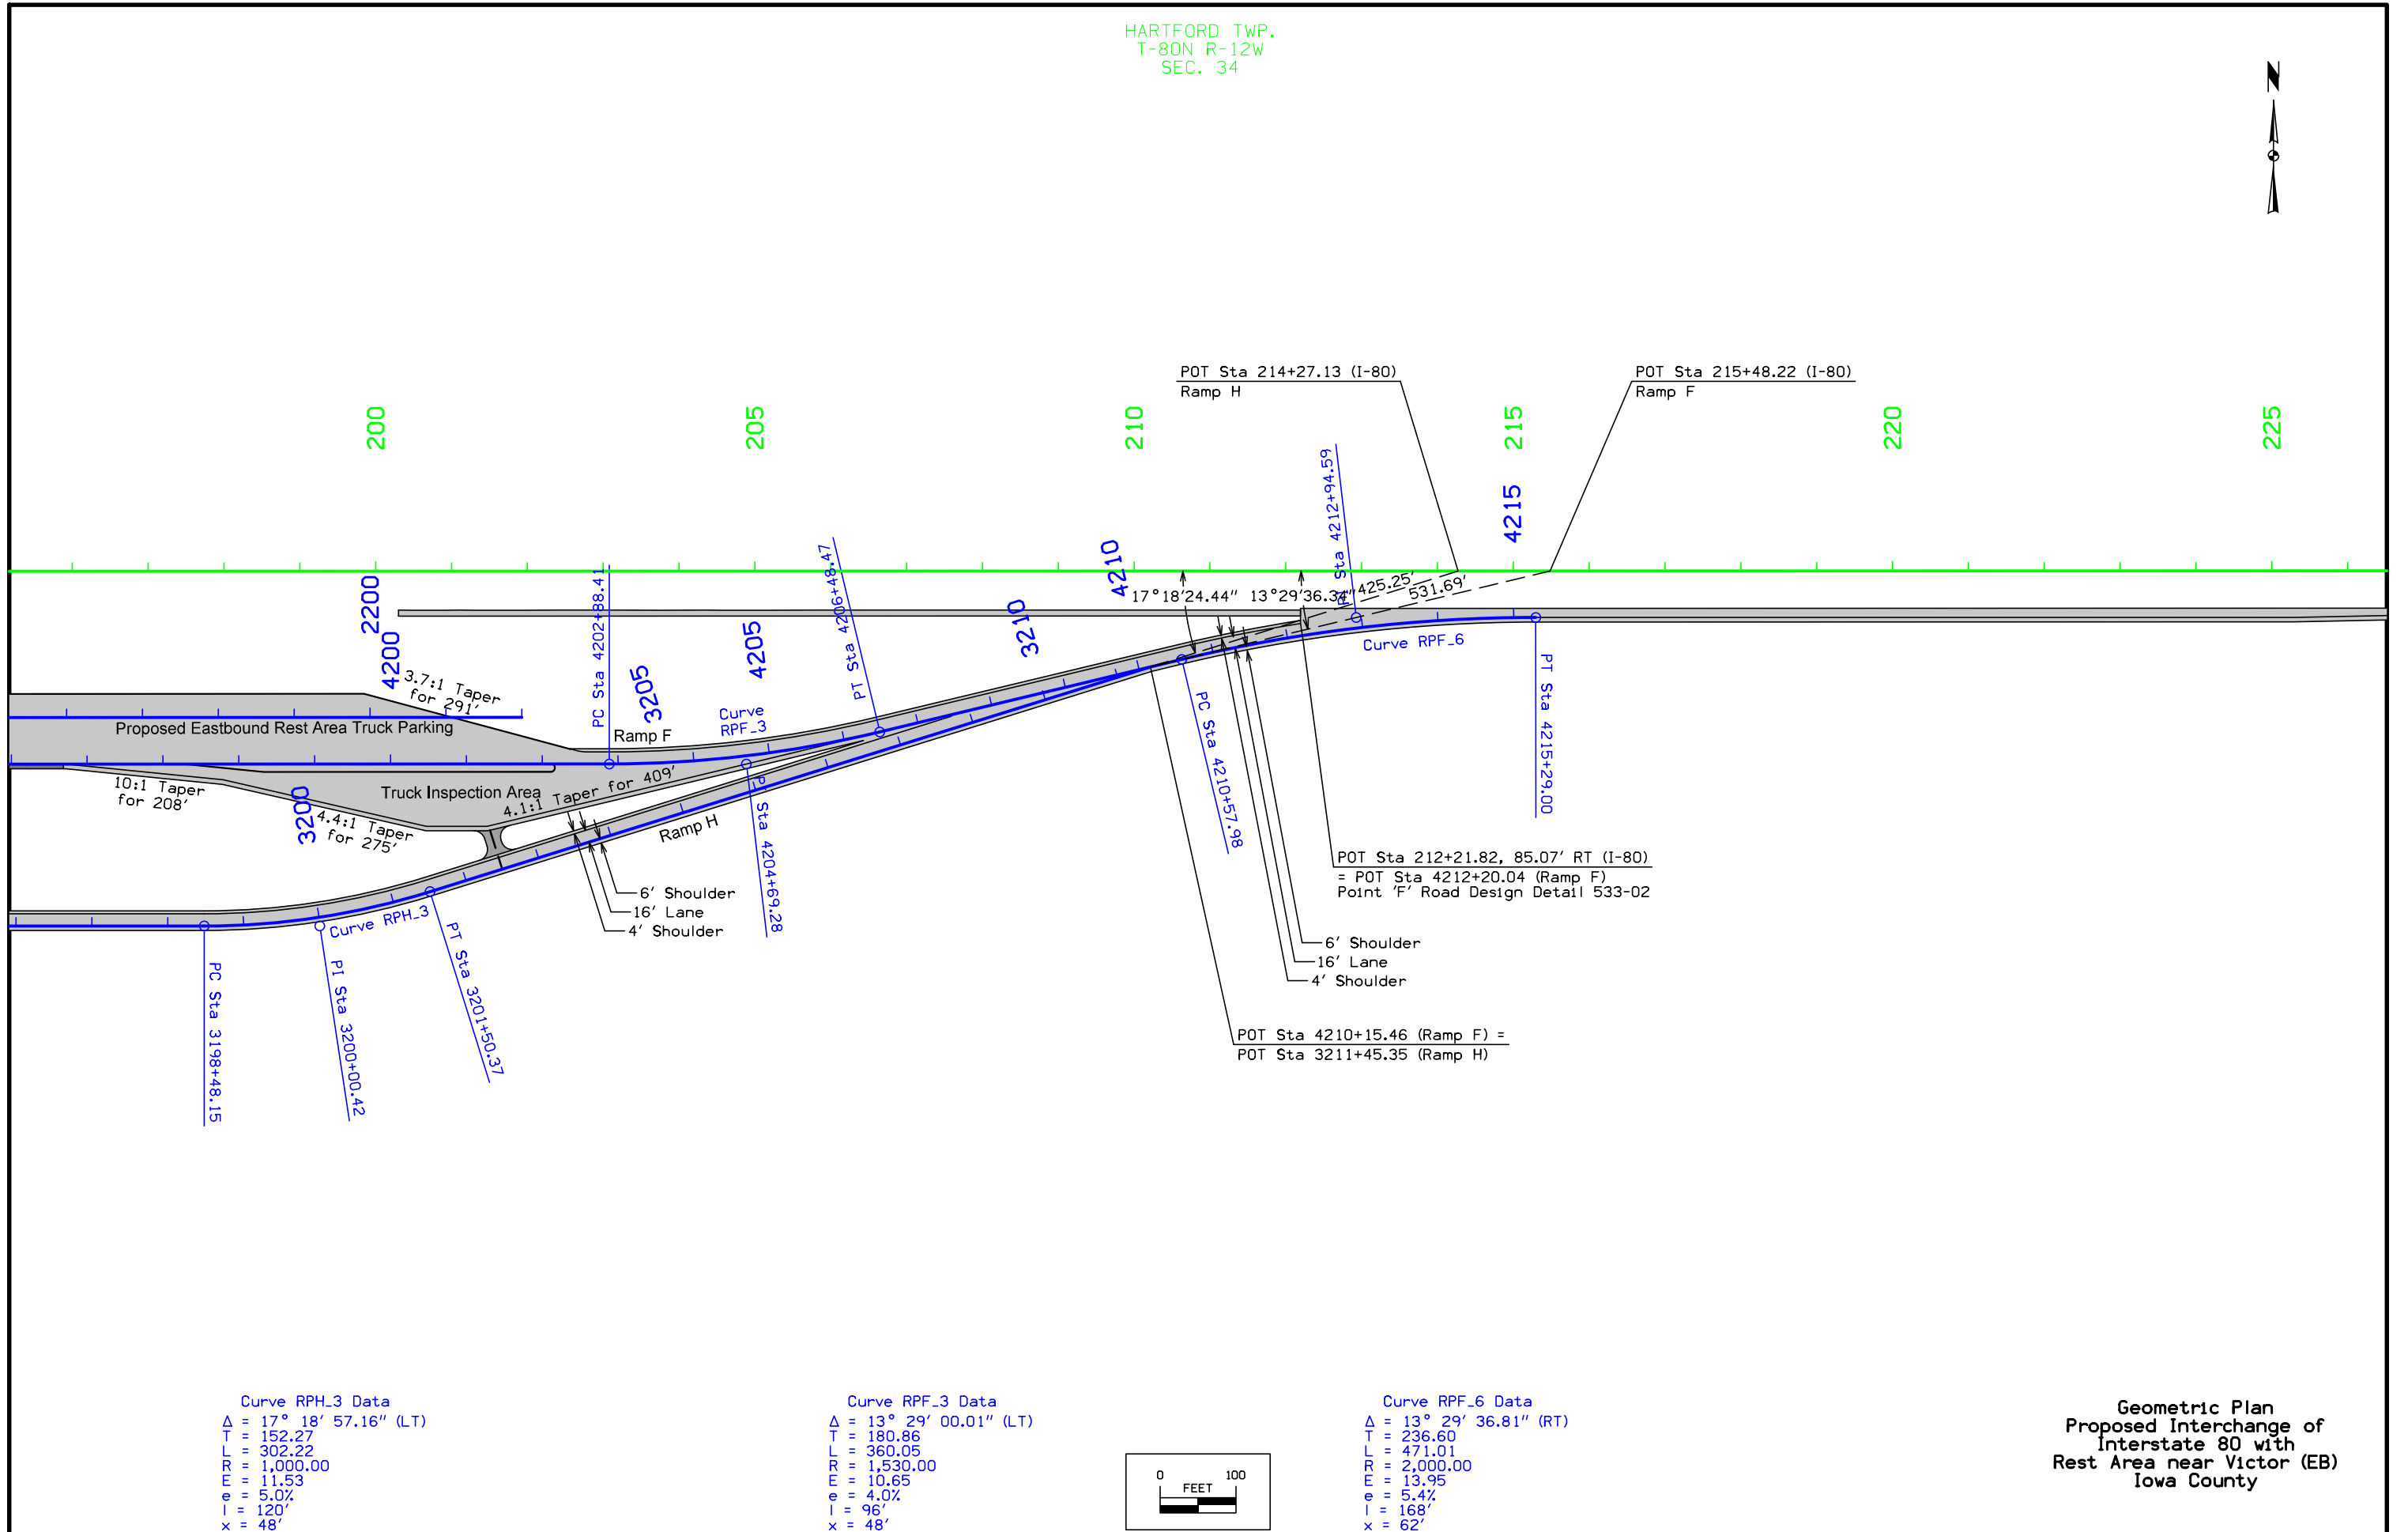 HARTFORD TWP.
T-80N R-12W
SEC. 34
N
POT Sta 214+27.13 (I-80)
Ramp H
POT Sta 215+48.22 (I-80)
Ramp F
200
205
210
215
220
225
4215
PI Sta 4212+94.59
4210
PT Sta 4206+48.47
PC Sta 4202+88.41
2200
4200
4205
3210
3205
17°18'24.44"
13°29'36.34"
425.25'
531.69'
Curve RPF_6
3.7:1 Taper
for 291'
Proposed Eastbound Rest Area Truck Parking
Ramp F
Curve
RPF_3
10:1 Taper
for 208'
Truck Inspection Area
4.1:1 Taper for 409'
3200
4.4:1 Taper
for 275'
Ramp H
PI Sta 4204+69.28
PC Sta 4210+57.98
PT Sta 4215+29.00
POT Sta 212+21.82, 85.07' RT (I-80)
= POT Sta 4212+20.04 (Ramp F)
Point 'F' Road Design Detail 533-02
6' Shoulder
16' Lane
4' Shoulder
6' Shoulder
16' Lane
4' Shoulder
Curve RPH_3
PC Sta 3198+48.15
PI Sta 3200+00.42
PT Sta 3201+50.37
POT Sta 4210+15.46 (Ramp F) =
POT Sta 3211+45.35 (Ramp H)
Curve RPH_3 Data
Δ = 17° 18' 57.16" (LT)
T = 152.27
L = 302.22
R = 1,000.00
E = 11.53
e = 5.0%
l = 120'
x = 48'
Curve RPF_3 Data
Δ = 13° 29' 00.01" (LT)
T = 180.86
L = 360.05
R = 1,530.00
E = 10.65
e = 4.0%
l = 96'
x = 48'
0 100
FEET
Curve RPF_6 Data
Δ = 13° 29' 36.81" (RT)
T = 236.60
L = 471.01
R = 2,000.00
E = 13.95
e = 5.4%
l = 168'
x = 62'
Geometric Plan
Proposed Interchange of
Interstate 80 with
Rest Area near Victor (EB)
Iowa County